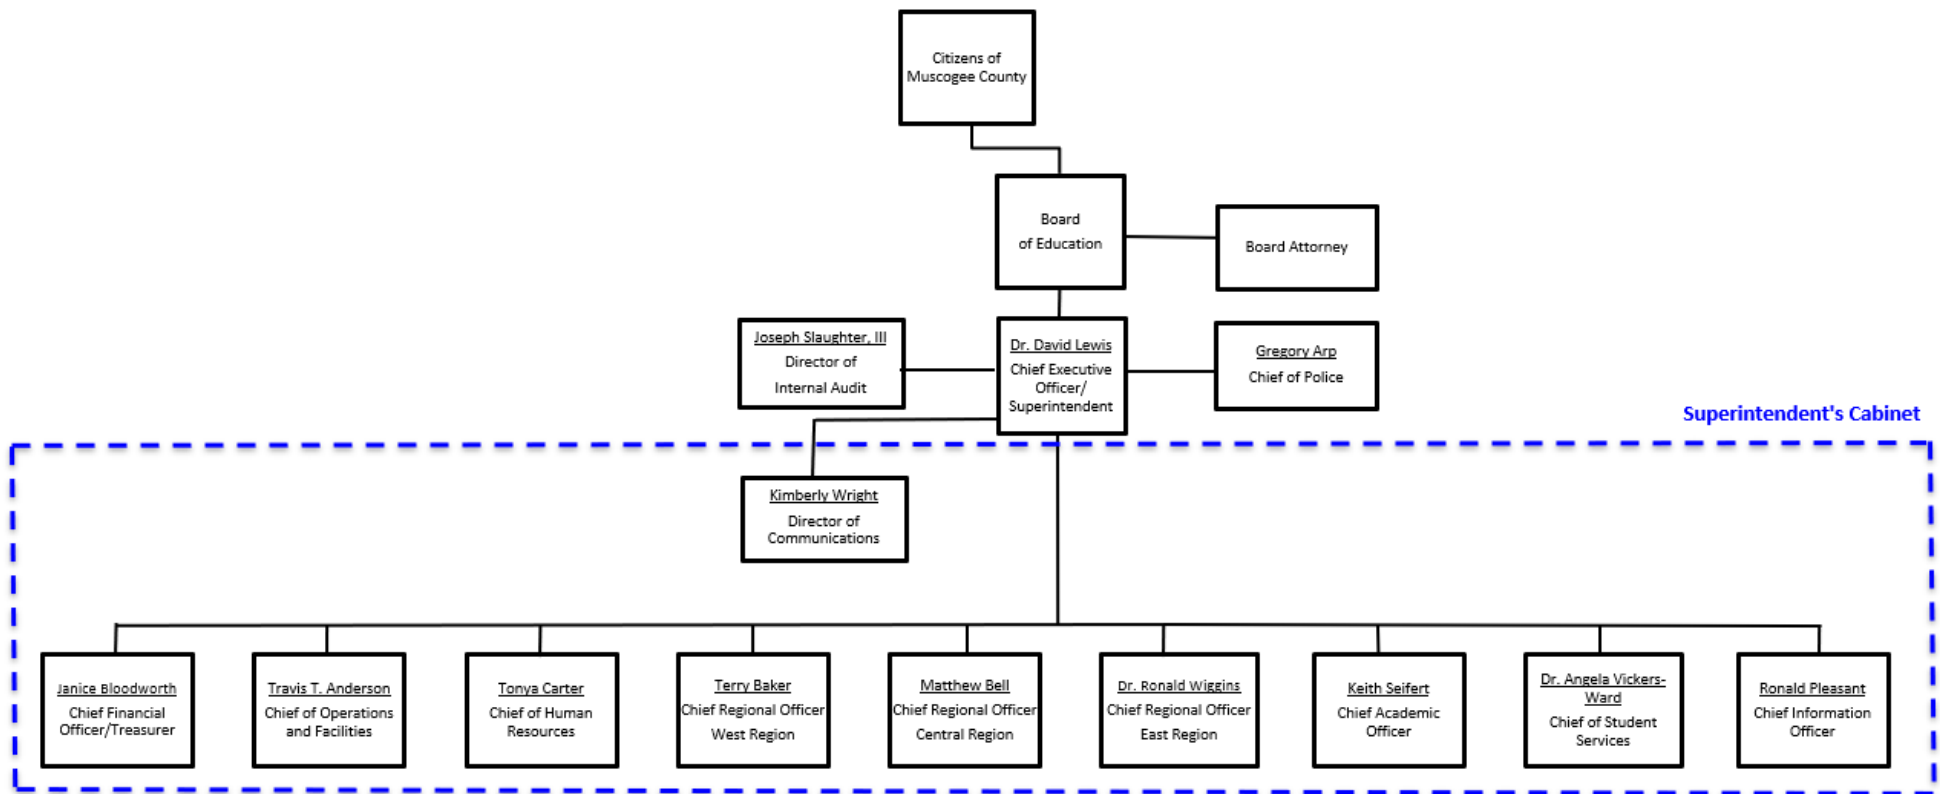 Citizens of
Muscogee County
Board
of Education
Board Attorney
Joseph Slaughter, III
Director of
Internal Audit
Dr. David Lewis
Chief Executive
Officer/
Superintendent
Gregory Arp
Chief of Police
Superintendent's Cabinet
Kimberly Wright
Director of
Communications
Janice Bloodworth
Chief Financial
Officer/Treasurer
Travis T. Anderson
Chief of Operations
and Facilities
Tonya Carter
Chief of Human
Resources
Terry Baker
Chief Regional Officer
West Region
Matthew Bell
Chief Regional Officer
Central Region
Dr. Ronald Wiggins
Chief Regional Officer
East Region
Keith Seifert
Chief Academic
Officer
Dr. Angela Vickers-
Ward
Chief of Student
Services
Ronald Pleasant
Chief Information
Officer